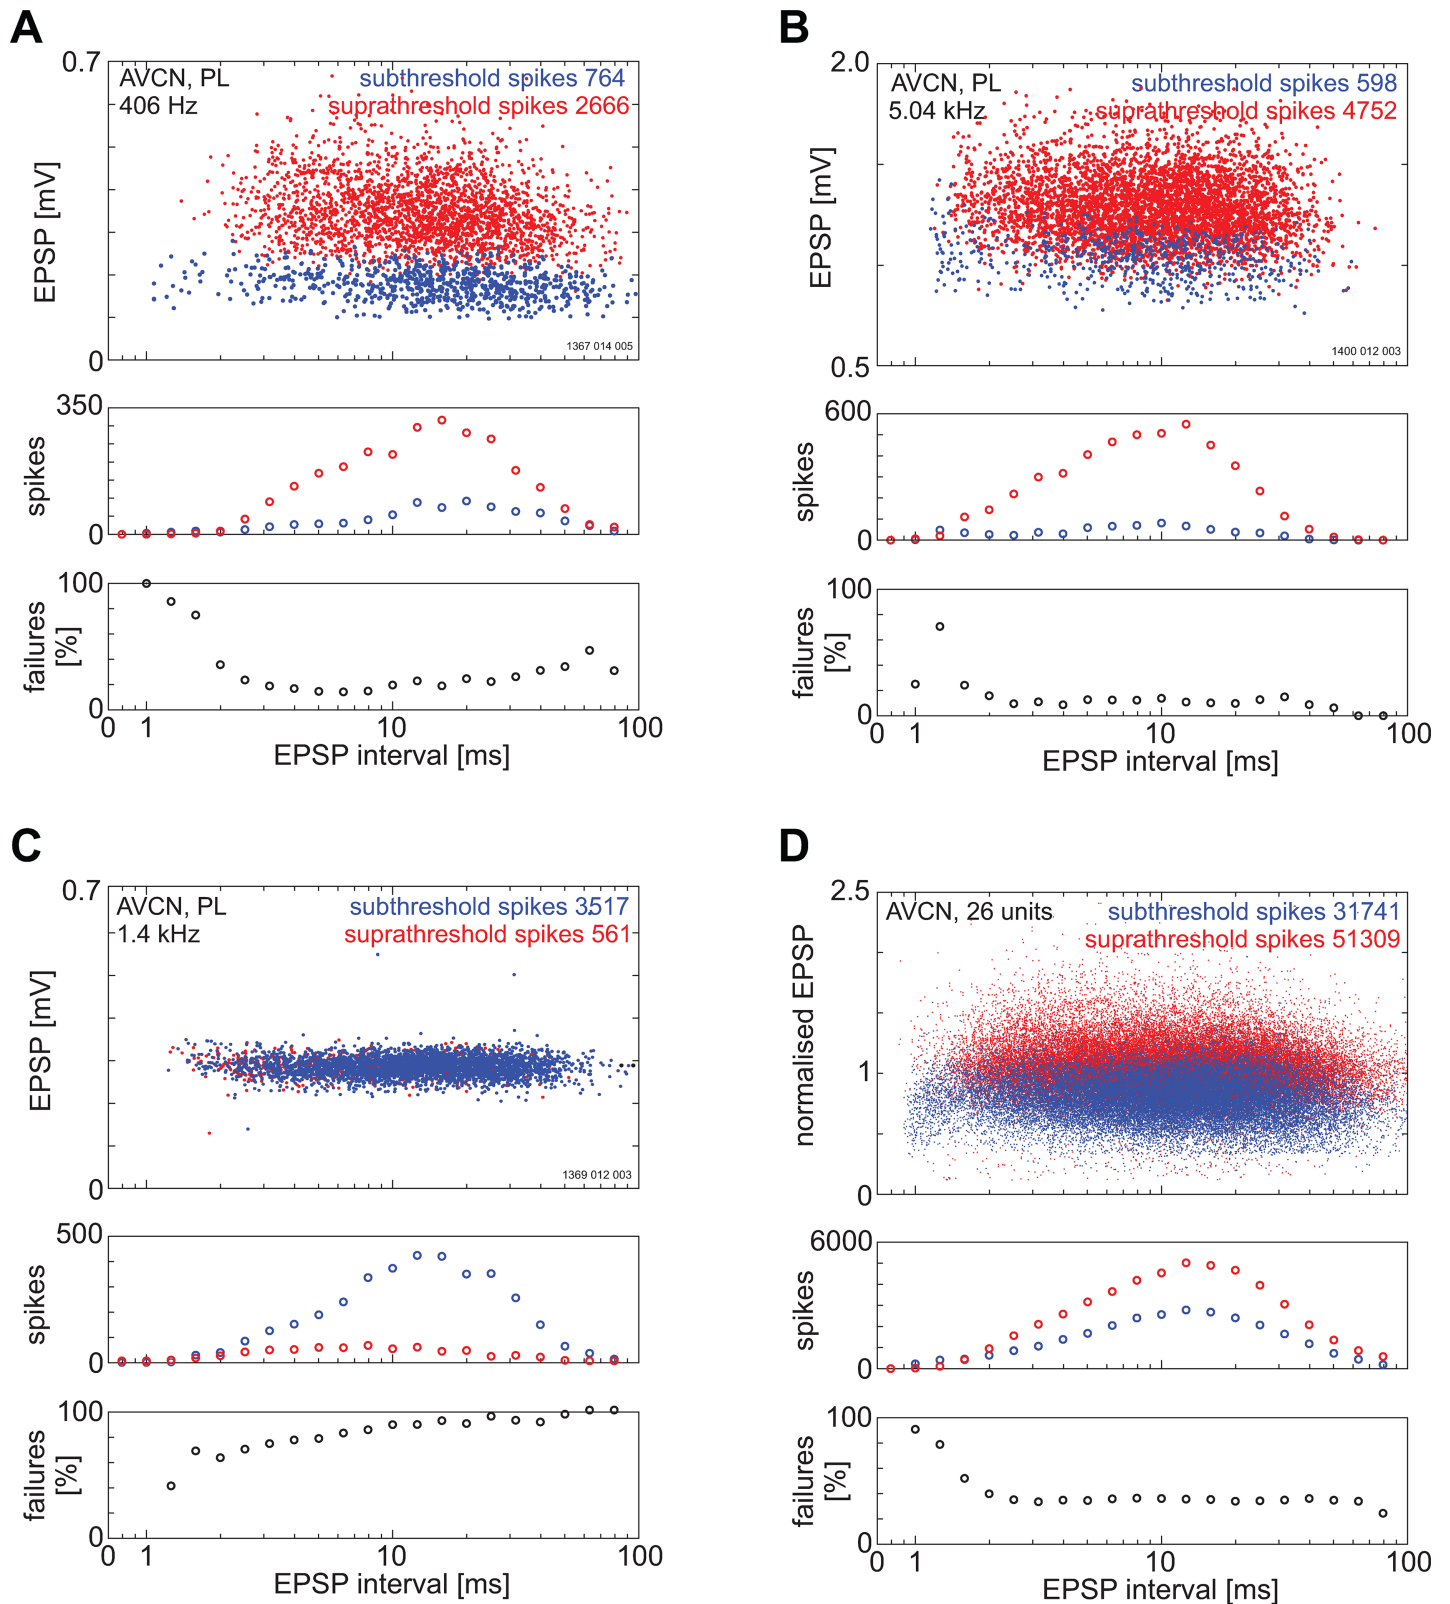 A
0.7
AVCN, PL
subthreshold spikes 764
406 Hz
suprathreshold spikes 2666
EPSP [mV]
1367 014 005
0
350
spikes
0
100
failures
[%]
0
0 1 10 100
EPSP interval [ms]
B
2.0
AVCN, PL
subthreshold spikes 598
5.04 kHz
suprathreshold spikes 4752
EPSP [mV]
1400 012 003
0.5
600
spikes
0
100
failures
[%]
0
0 1 10 100
EPSP interval [ms]
C
0.7
AVCN, PL
subthreshold spikes 3517
1.4 kHz
suprathreshold spikes 561
EPSP [mV]
1369 012 003
0
500
spikes
0
100
failures
[%]
0
0 1 10 100
EPSP interval [ms]
D
2.5
AVCN, 26 units
subthreshold spikes 31741
suprathreshold spikes 51309
normalised EPSP
1
0
6000
spikes
0
100
failures
[%]
0
0 1 10 100
EPSP interval [ms]